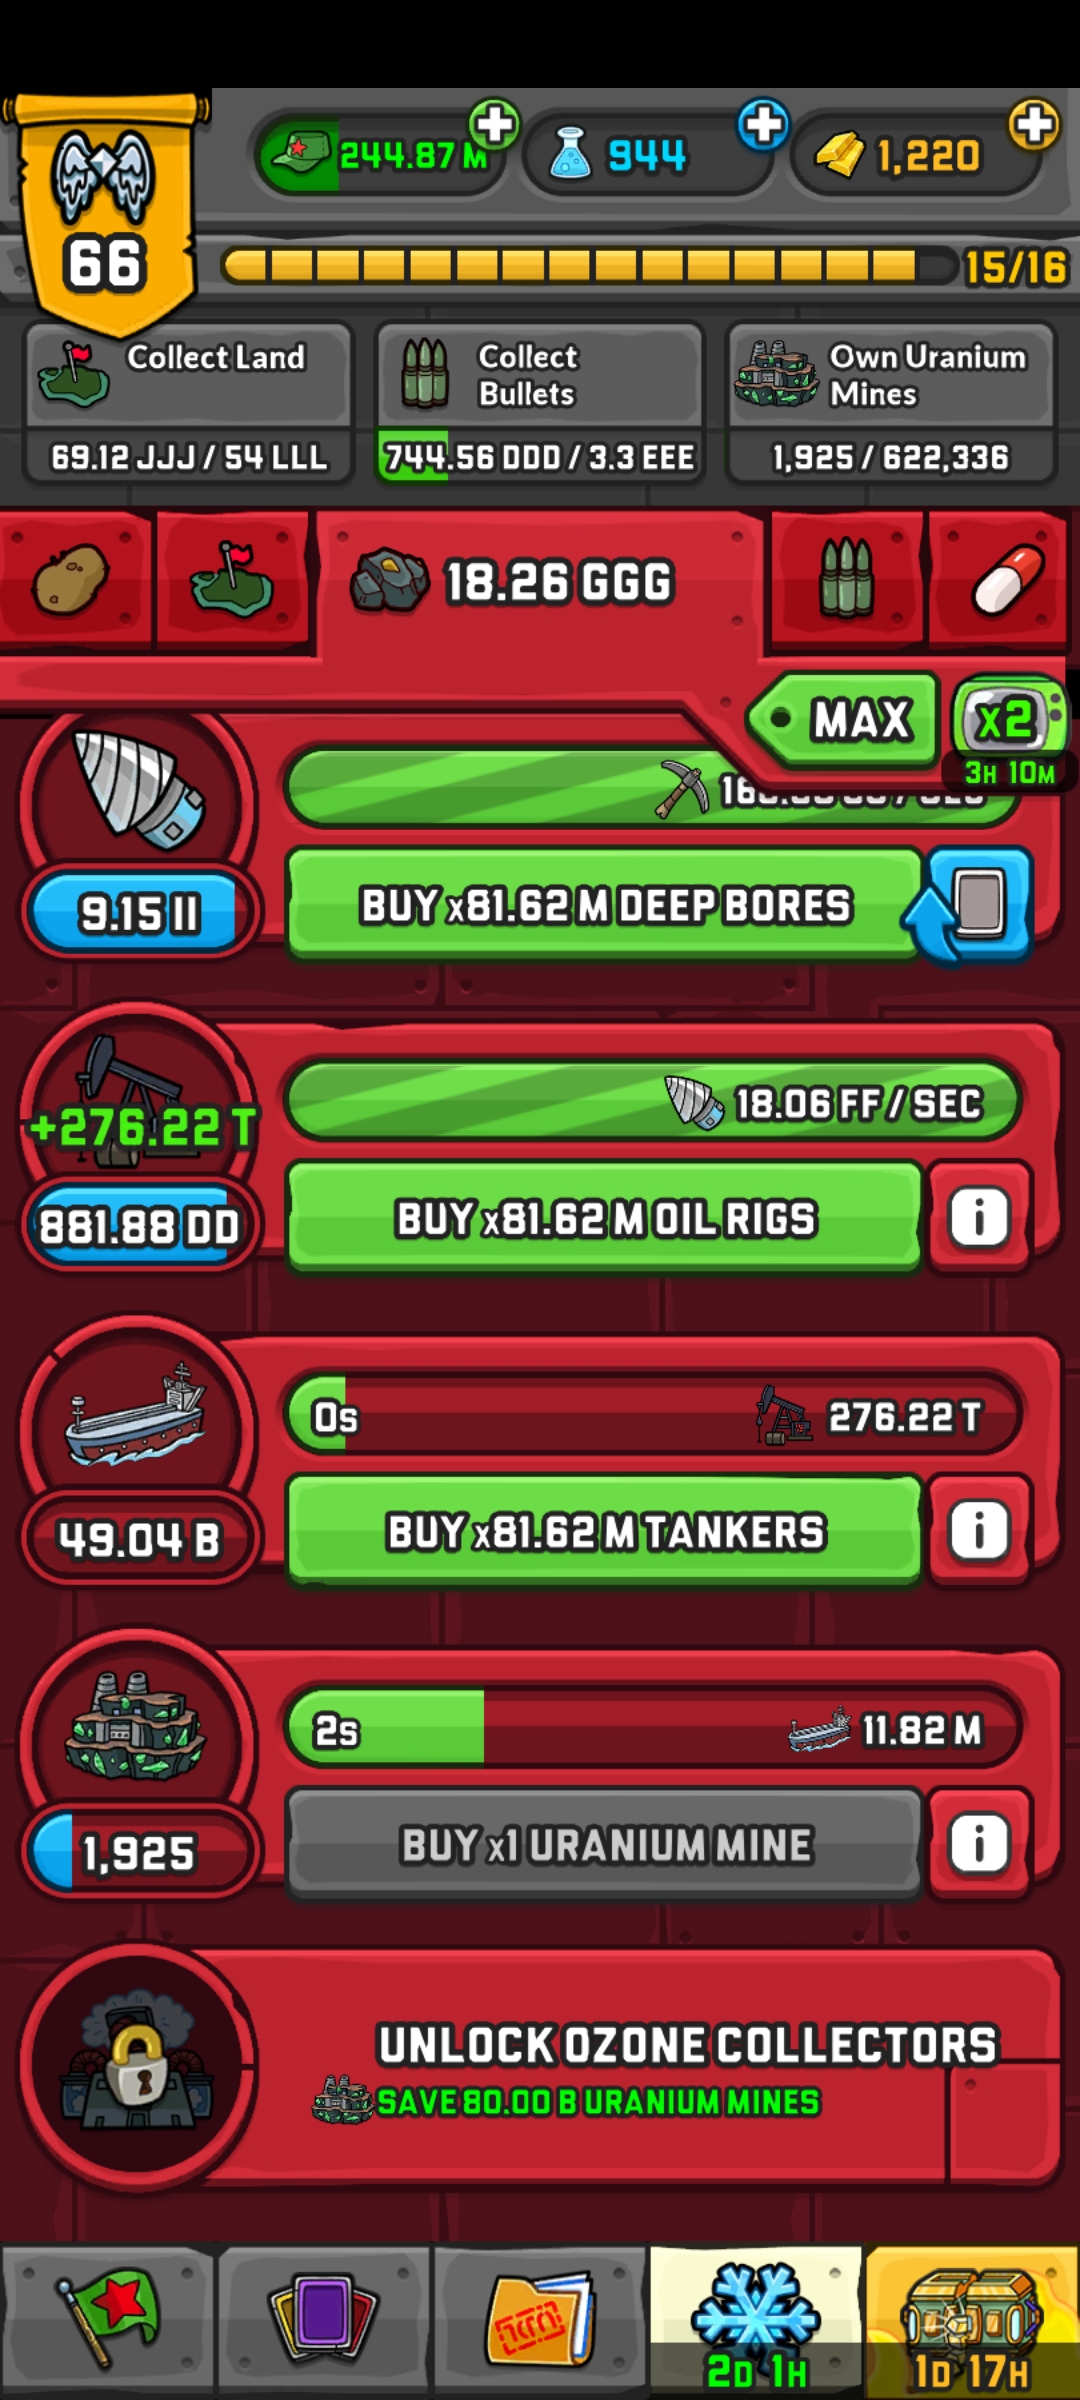 244.87 M
944
1,220
66
15/16
Collect Land
Collect
Bullets
Own Uranium
Mines
69.12 JJJ / 54 LLL
744.56 DDD / 3.3 EEE
1,925 / 622,336
18.26 GGG
MAX
x2
3H 10M
9.15 II
BUY x81.62 M DEEP BORES
+276.22 T
18.06 FF / SEC
881.88 DD
BUY x81.62 M OIL RIGS
i
0s
276.22 T
49.04 B
BUY x81.62 M TANKERS
i
2s
11.82 M
1,925
BUY x1 URANIUM MINE
i
UNLOCK OZONE COLLECTORS
SAVE 80.00 B URANIUM MINES
2D 1H
1D 17H